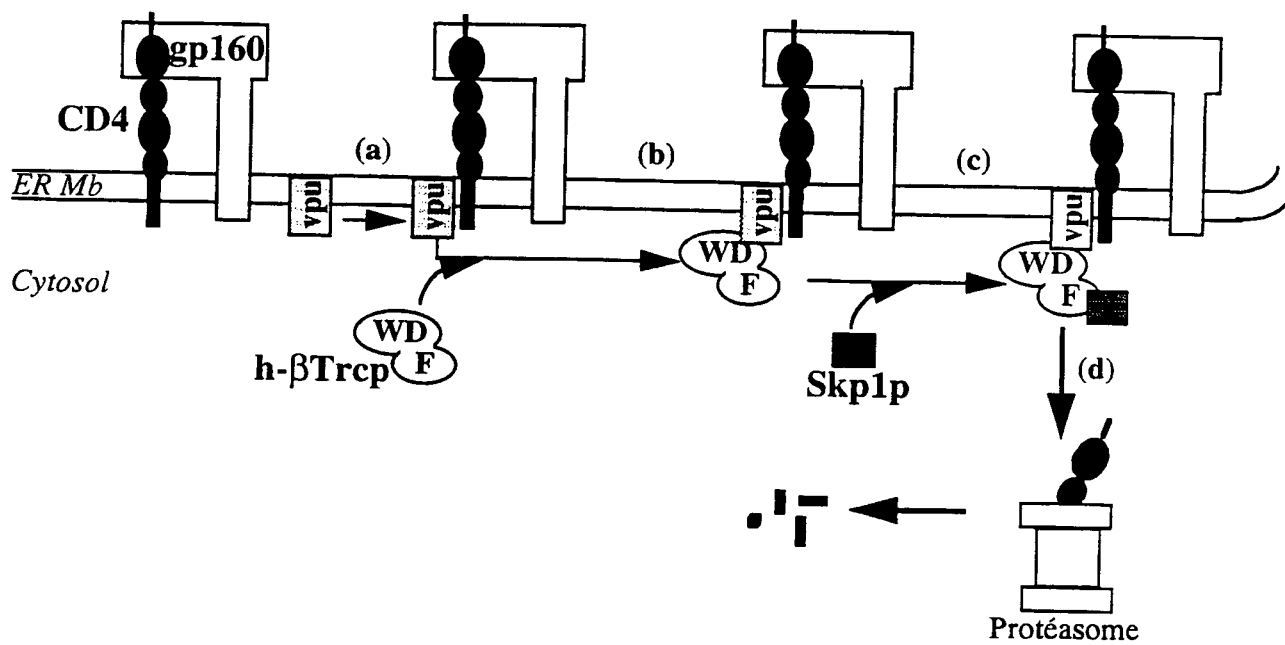 gp160
CD4
(a)
(b)
(c)
ER Mb
vpu
vpu
vpu
vpu
Cytosol
WD
F
WD
F
WD
F
h-βTrcp
Skp1p
(d)
Protéasome